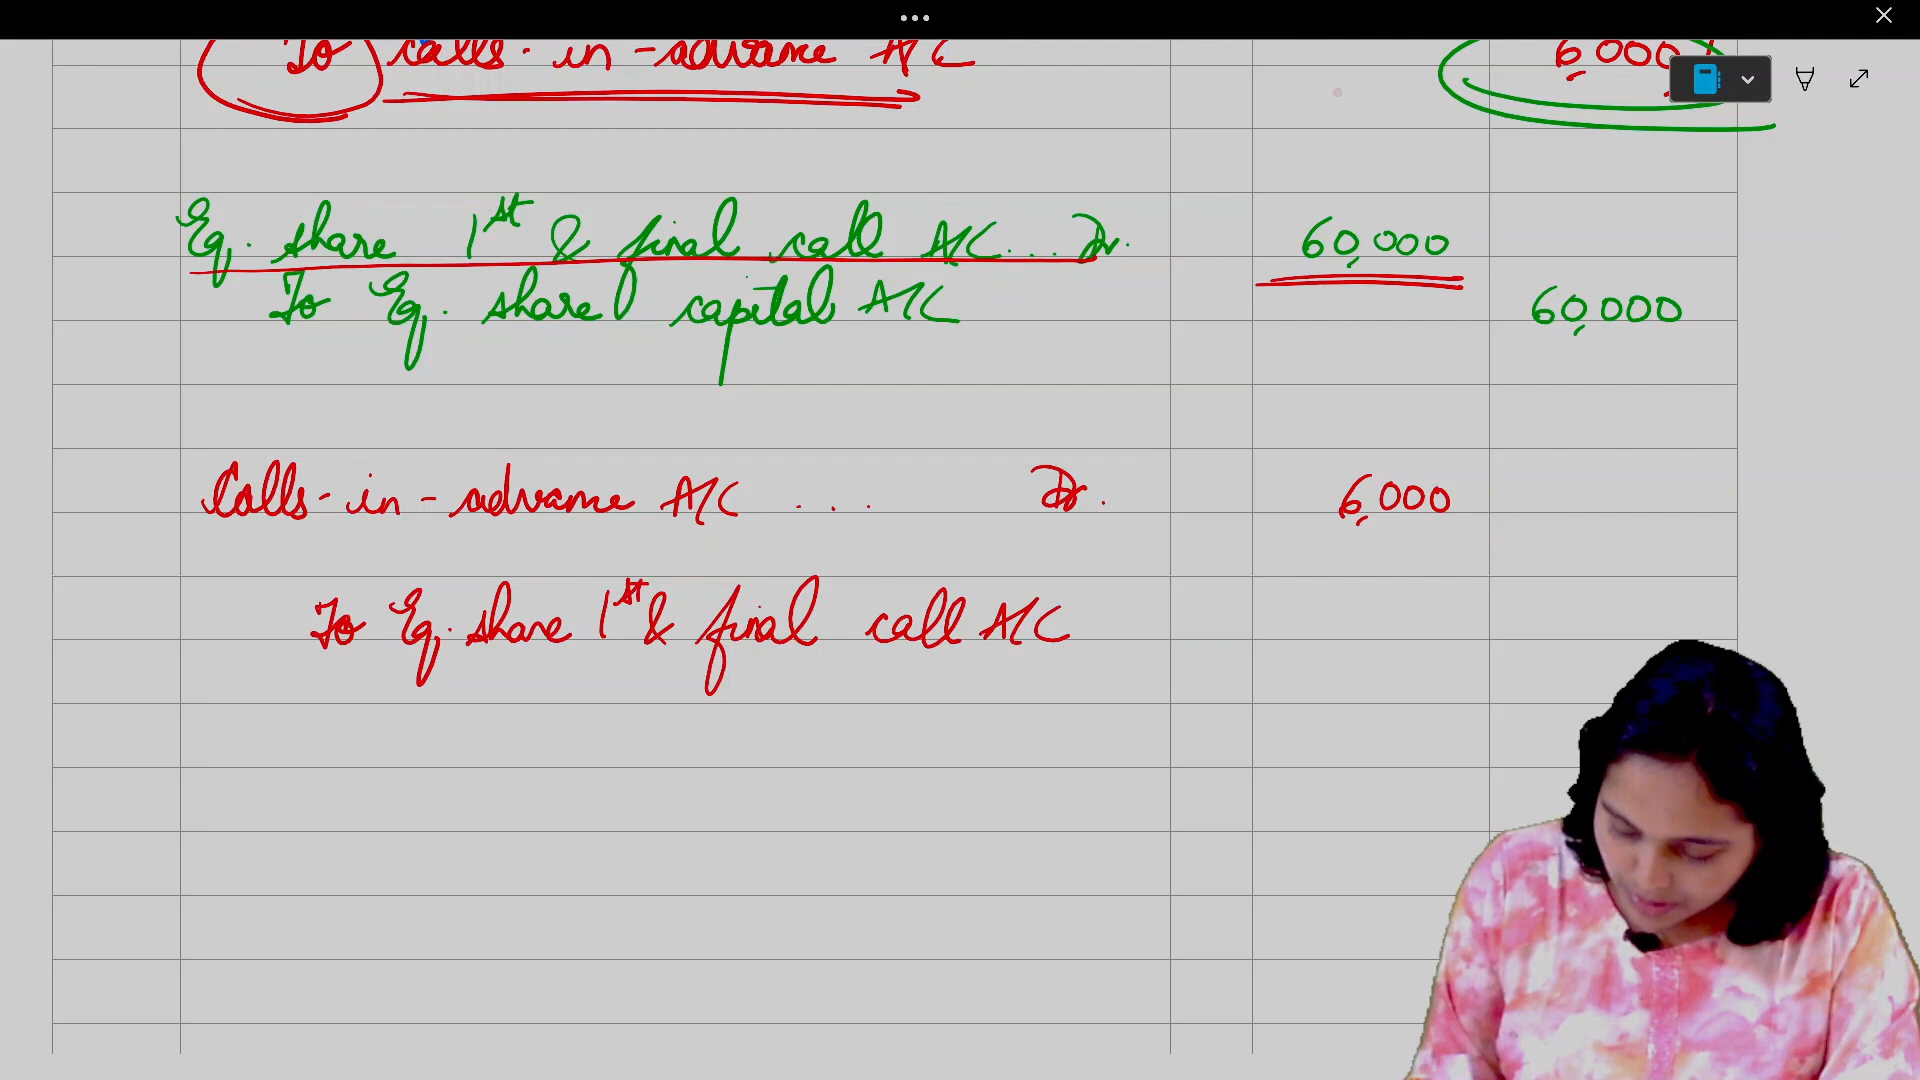 To calls-in-advance A/C 6,000
Eq. share 1st & final call A/C... Dr. 60,000
To Eq. share capital A/C 60,000
Calls-in-advance A/C ... Dr. 6,000
To Eq. share 1st & final call A/C